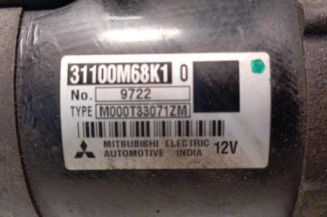 31100M68K1 0
No. 9722
TYPE M000T33071ZM
MITSUBISHI ELECTRIC
AUTOMOTIVE INDIA 12V